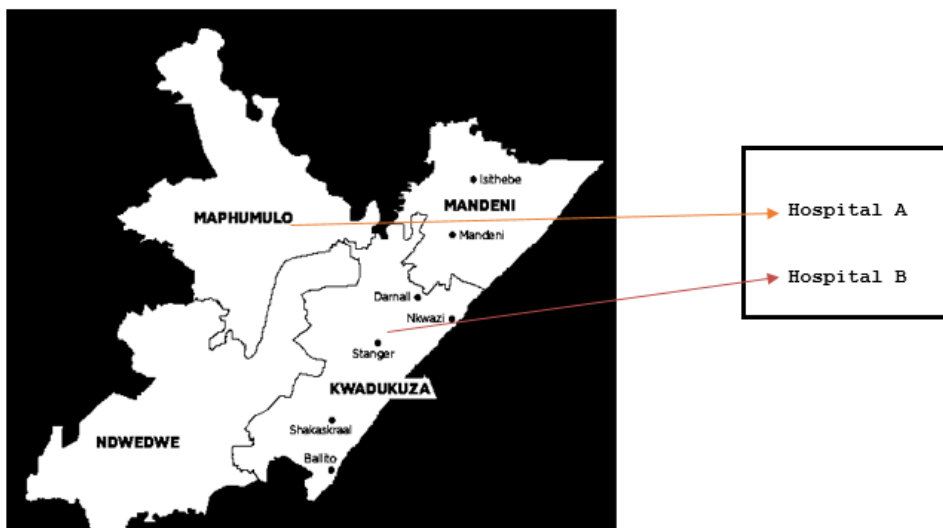 Isithebe
MANDENI
MAPHUMULO
Hospital A
Mandeni
Hospital B
Darnall
Nkwazi
Stanger
KWADUKUZA
Shakaskraal
NDWEDWE
Ballito